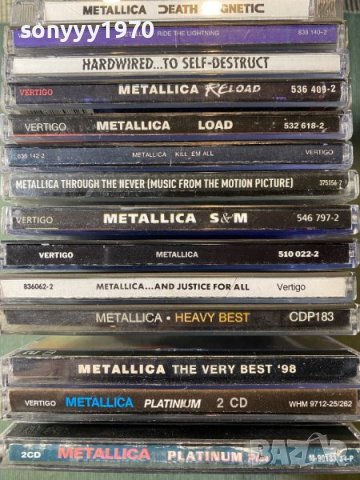 sonyyy1970
METALLICA DEATH MAGNETIC
METALLICA RIDE THE LIGHTNING 838 140-2
HARDWIRED...TO SELF-DESTRUCT
VERTIGO METALLICA RELOAD 536 409-2
VERTIGO METALLICA LOAD 532 618-2
838 142-2 METALLICA KILL 'EM ALL VERTIGO
METALLICA THROUGH THE NEVER (MUSIC FROM THE MOTION PICTURE)
VERTIGO METALLICA S&M 546 797-2
VERTIGO METALLICA 510 022-2
836062-2 METALLICA...AND JUSTICE FOR ALL Vertigo
METALLICA • HEAVY BEST CDP183
METALLICA THE VERY BEST '98
VERTIGO METALLICA PLATINIUM 2 CD WHM 9712-25/262
2CD METALLICA PLATINUM
bazar.bg